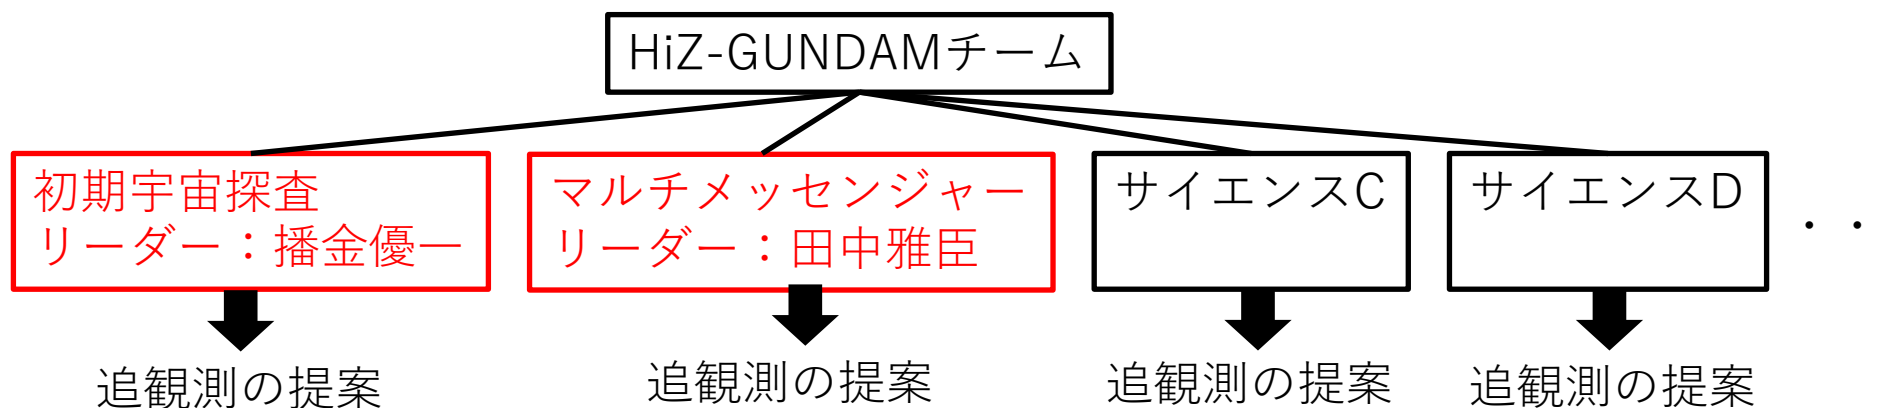 HiZ-GUNDAMチーム
初期宇宙探査
リーダー：播金優一
マルチメッセンジャー
リーダー：田中雅臣
サイエンスC
サイエンスD
・・
追観測の提案
追観測の提案
追観測の提案
追観測の提案